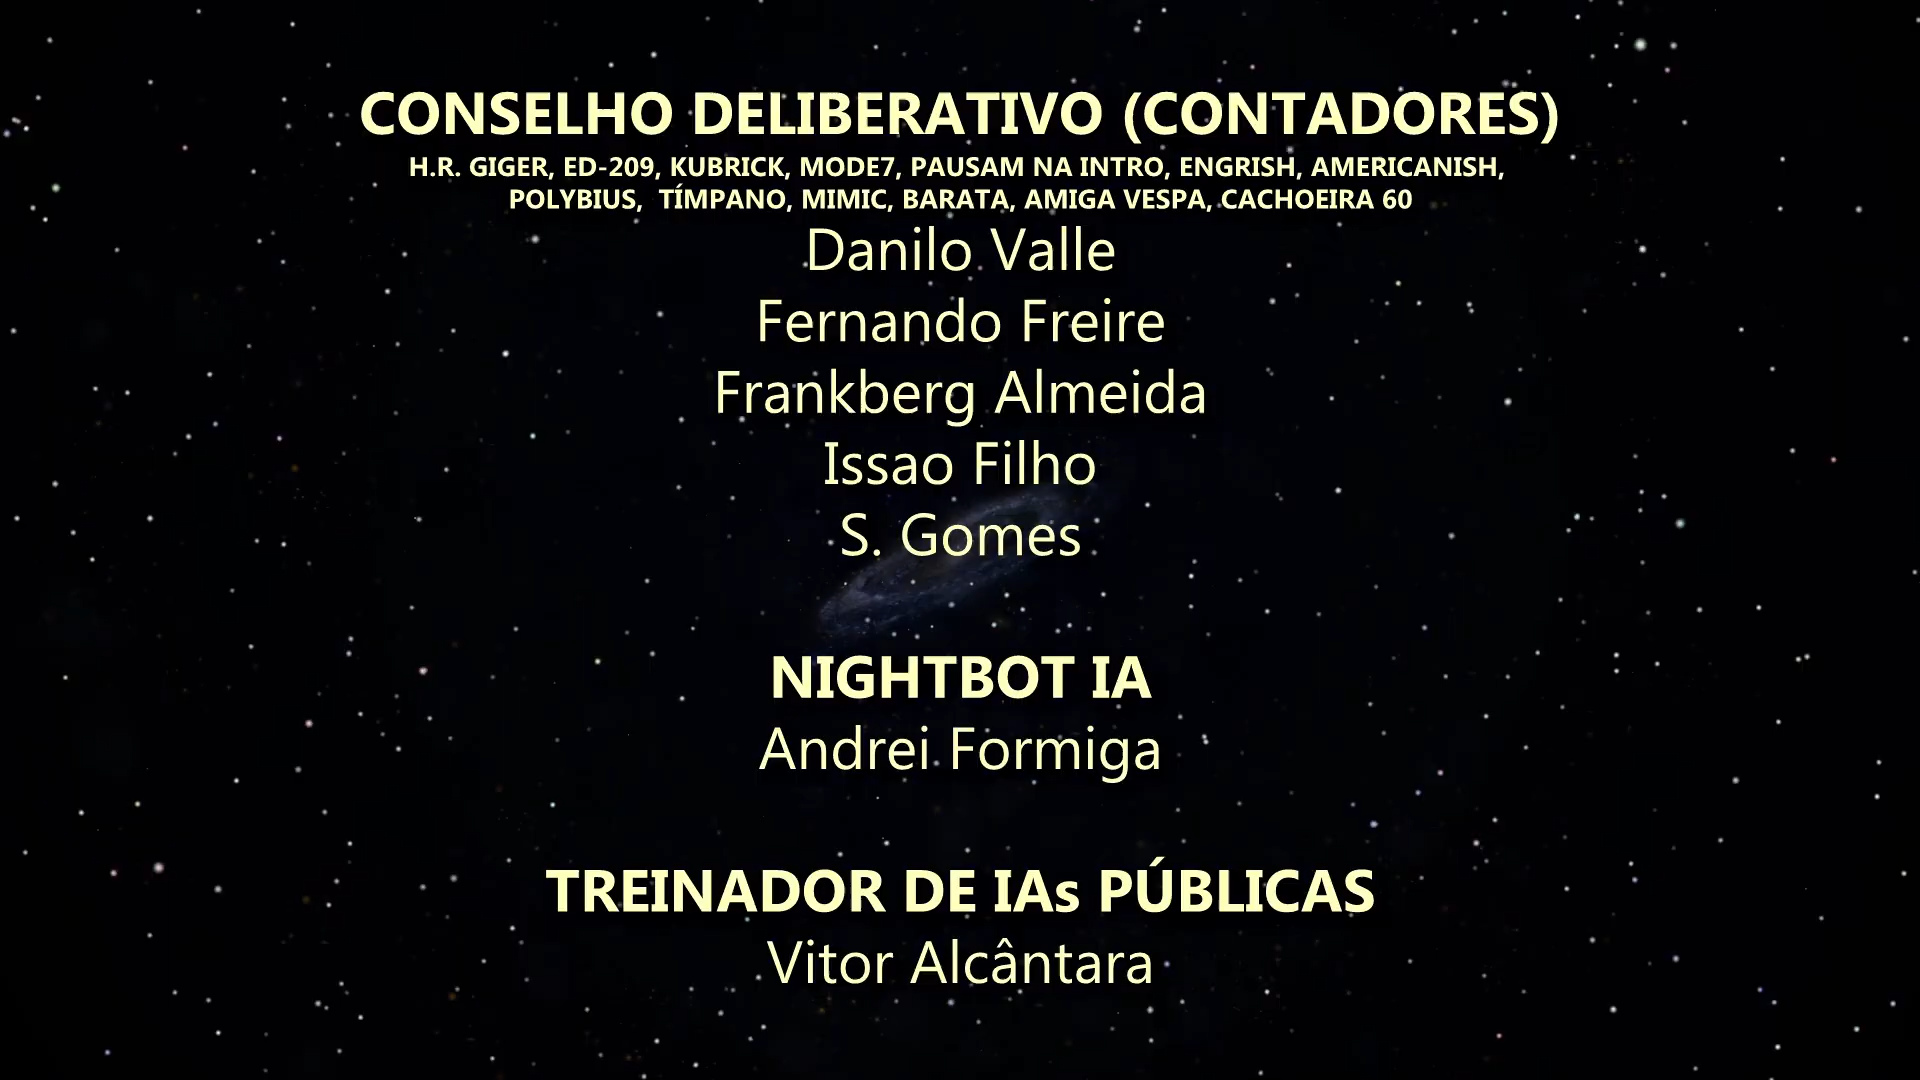 CONSELHO DELIBERATIVO (CONTADORES)
H.R. GIGER, ED-209, KUBRICK, MODE7, PAUSAM NA INTRO, ENGRISH, AMERICANISH,
POLYBIUS, TÍMPANO, MIMIC, BARATA, AMIGA VESPA, CACHOEIRA 60
Danilo Valle
Fernando Freire
Frankberg Almeida
Issao Filho
S. Gomes
NIGHTBOT IA
Andrei Formiga
TREINADOR DE IAs PÚBLICAS
Vitor Alcântara